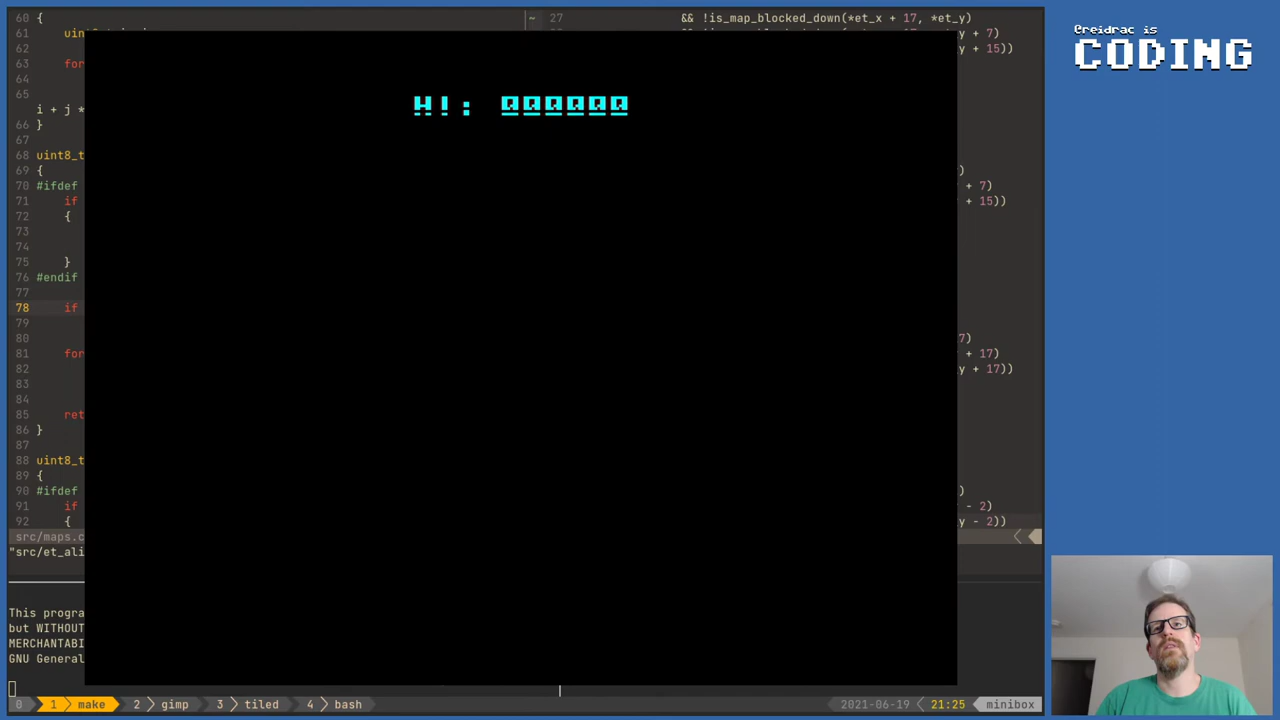 60 {
61 uin
62
63 for
64
65
i + j *
66 }
67
68 uint8_t
69 {
70 #ifdef
71 if
72 {
73
74
75 }
76 #endif
77
78 if
79
80
81 for
82
83
84
85 ret
86 }
87
88 uint8_t
89 {
90 #ifdef
91 if
92 {
src/maps.c
"src/et_ali
~ 27 && !is_map_blocked_down(*et_x + 17, *et_y)
y + 7)
y + 15))
)
+ 7)
+ 15))
7)
+ 17)
y + 17))
)
- 2)
y - 2))
HI: 000000
This progra
but WITHOUT
MERCHANTABI
GNU General
0 1 make 2 gimp 3 tiled 4 bash 2021-06-19 21:25 minibox
@reidrac is
CODING